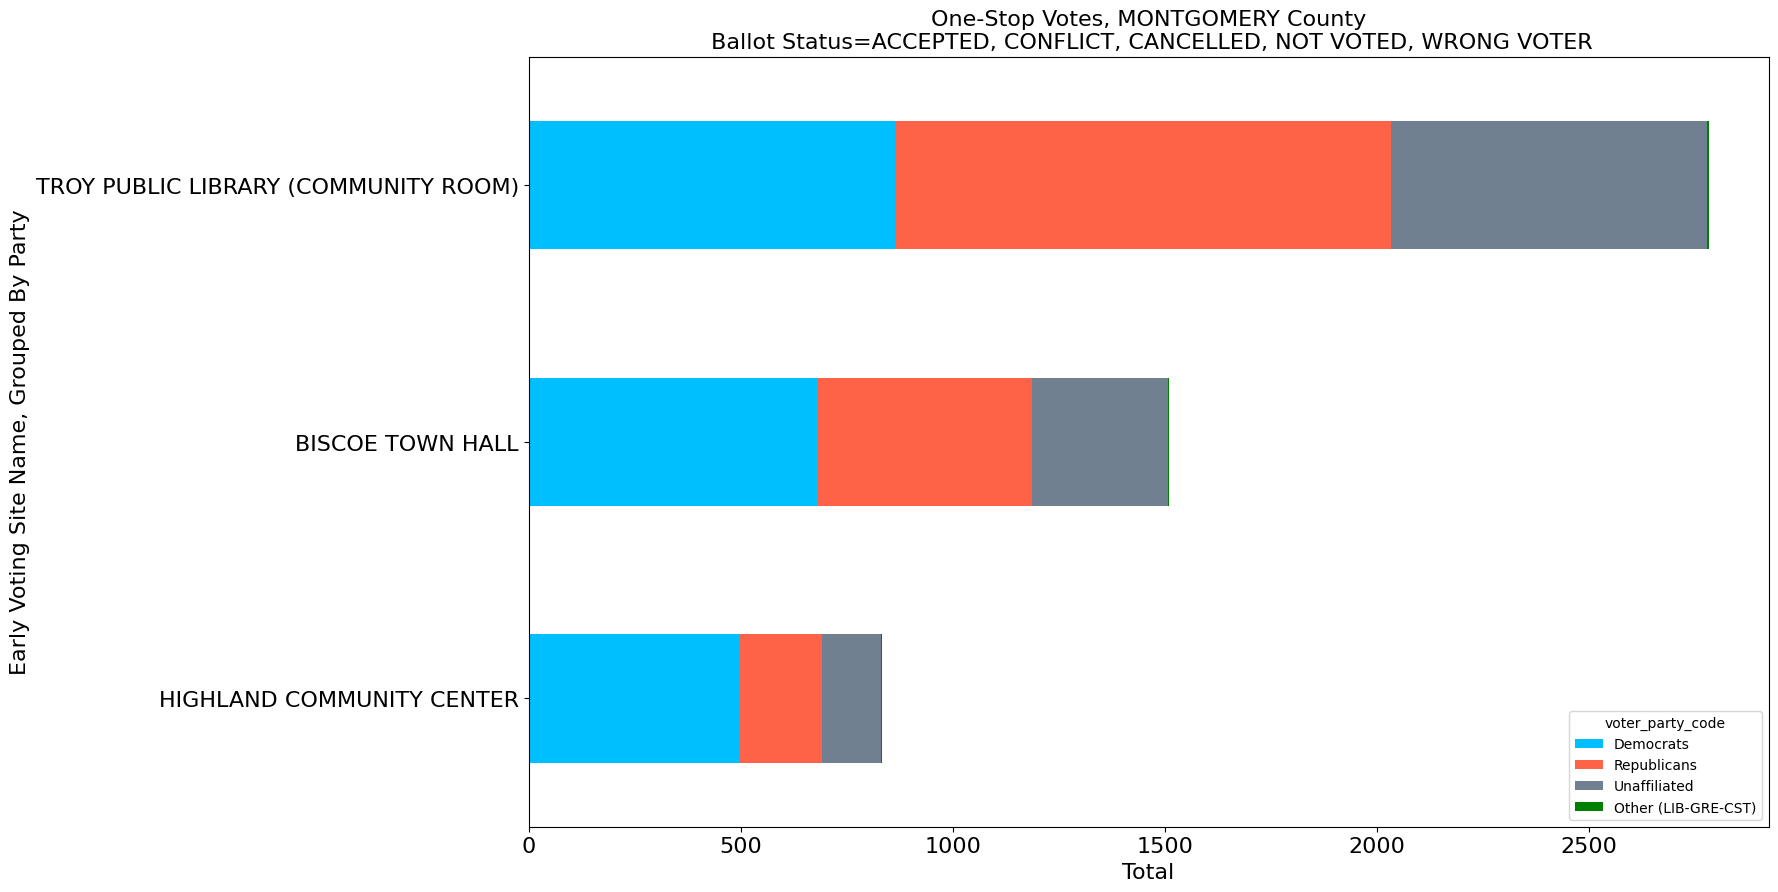 One-Stop Votes, MONTGOMERY County
Ballot Status=ACCEPTED, CONFLICT, CANCELLED, NOT VOTED, WRONG VOTER
Early Voting Site Name, Grouped By Party
TROY PUBLIC LIBRARY (COMMUNITY ROOM)
BISCOE TOWN HALL
HIGHLAND COMMUNITY CENTER
voter_party_code
Democrats
Republicans
Unaffiliated
Other (LIB-GRE-CST)
0 500 1000 1500 2000 2500
Total